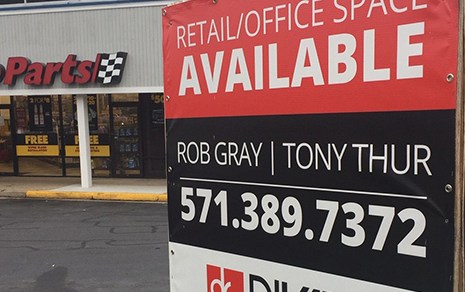 RETAIL/OFFICE SPACE
AVAILABLE
Parts
FREE
FREE
ROB GRAY | TONY THUR
571.389.7372